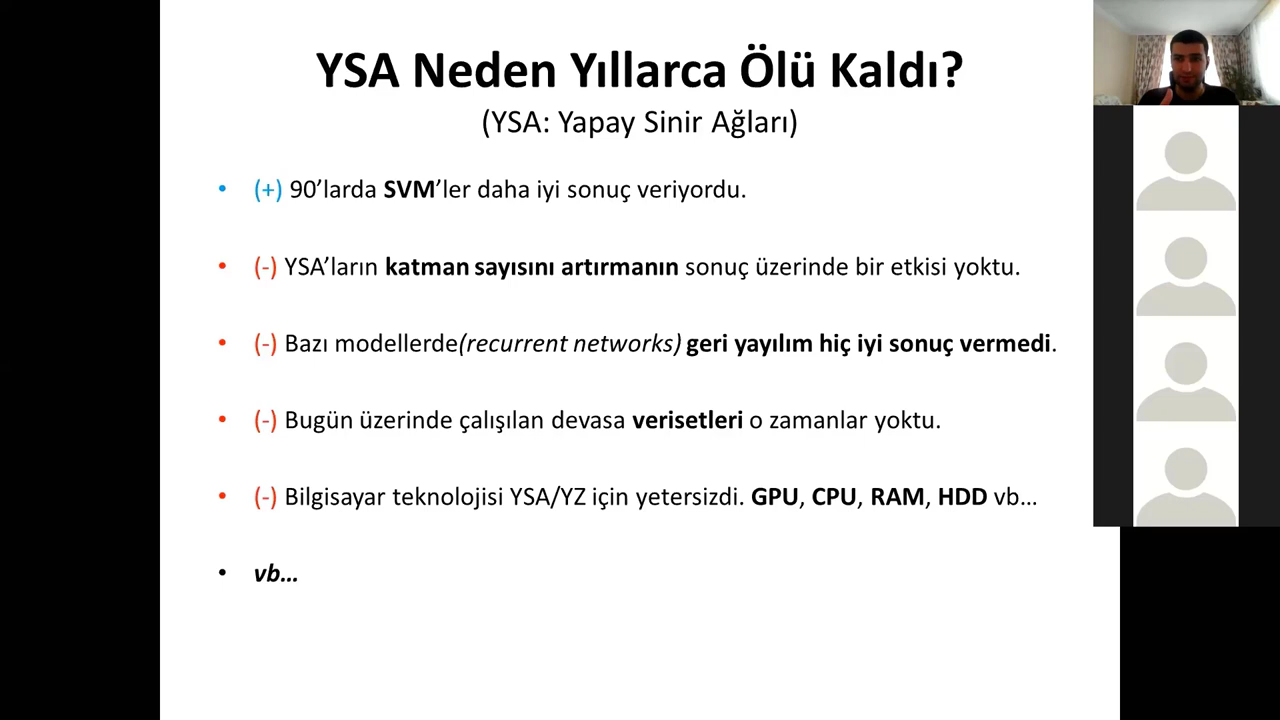 YSA Neden Yıllarca Ölü Kaldı?
(YSA: Yapay Sinir Ağları)
• (+) 90’larda SVM’ler daha iyi sonuç veriyordu.
• (-) YSA’ların katman sayısını artırmanın sonuç üzerinde bir etkisi yoktu.
• (-) Bazı modellerde(recurrent networks) geri yayılım hiç iyi sonuç vermedi.
• (-) Bugün üzerinde çalışılan devasa verisetleri o zamanlar yoktu.
• (-) Bilgisayar teknolojisi YSA/YZ için yetersizdi. GPU, CPU, RAM, HDD vb…
• vb…